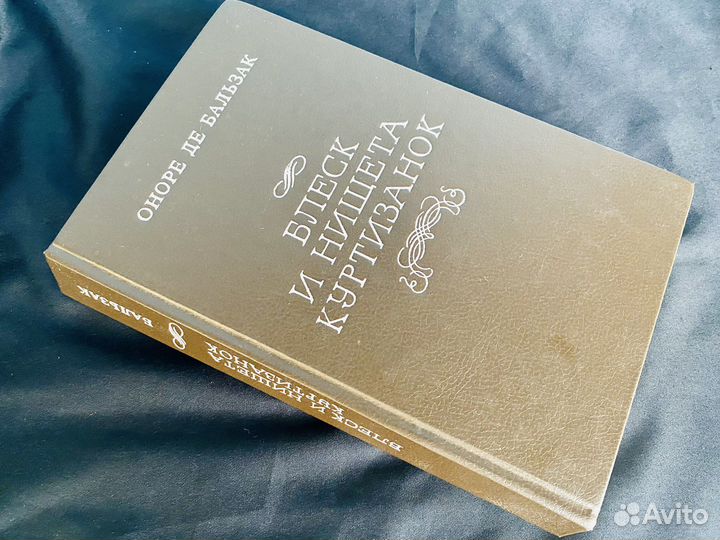 ОНОРЕ ДЕ БАЛЬЗАК
БЛЕСК
И НИЩЕТА
КУРТИЗАНОК
БАЛЬЗАК
БЛЕСК И НИЩЕТА
КУРТИЗАНОК
Avito